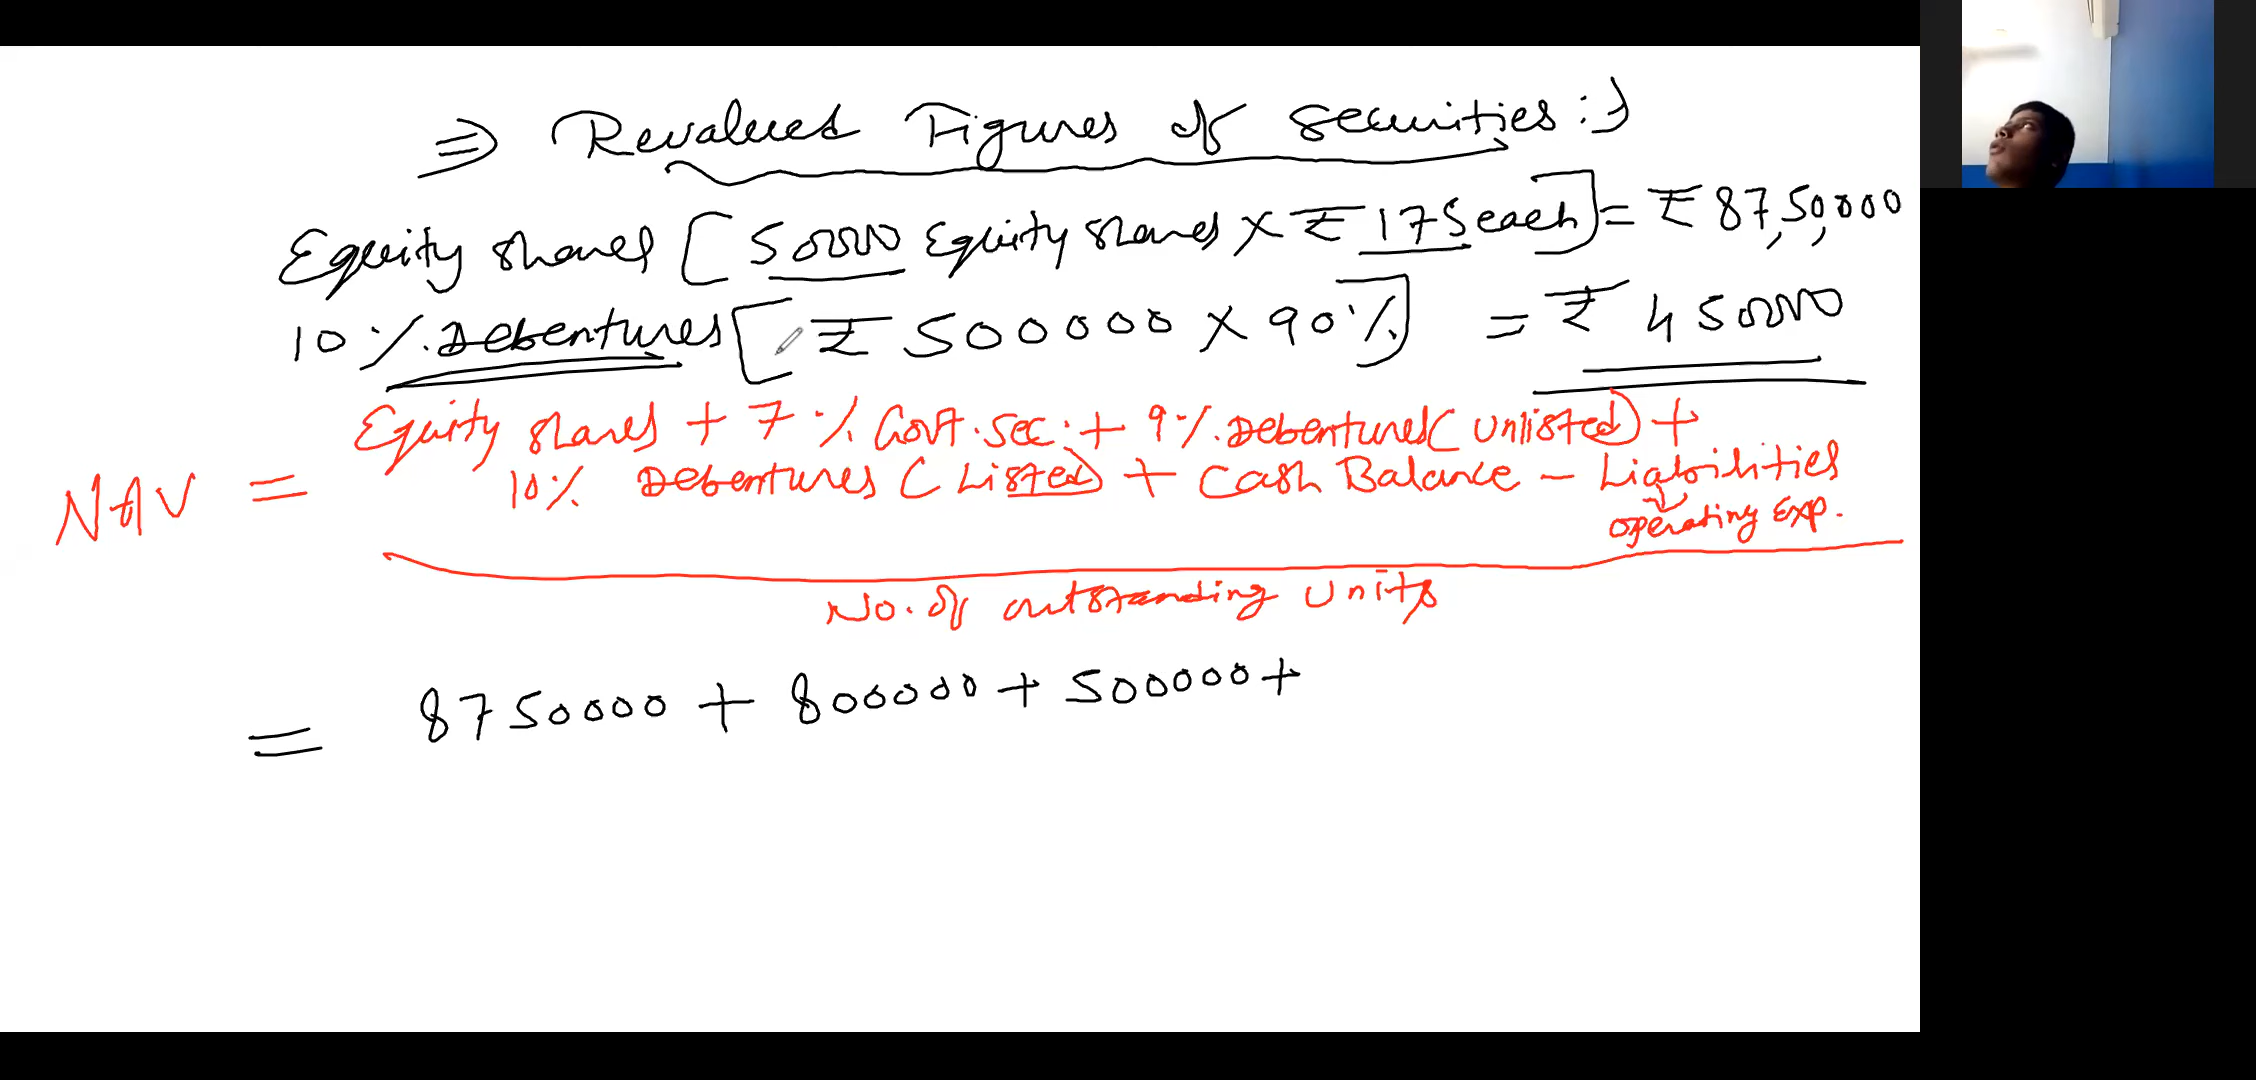 ⇒ Revalued Figures of Securities :→
Equity shares [50000 Equity shares × ₹ 175 each] = ₹ 87,50,000
10 % Debentures [₹ 500000 × 90%] = ₹ 450000
Equity shares + 7 % Govt. Sec. + 9 %. Debentures (Unlisted) +
NAV = 10% Debentures (Listed) + Cash Balance – Liabilities
operating Exp.
No. of outstanding Units
= 8750000 + 800000 + 500000 +